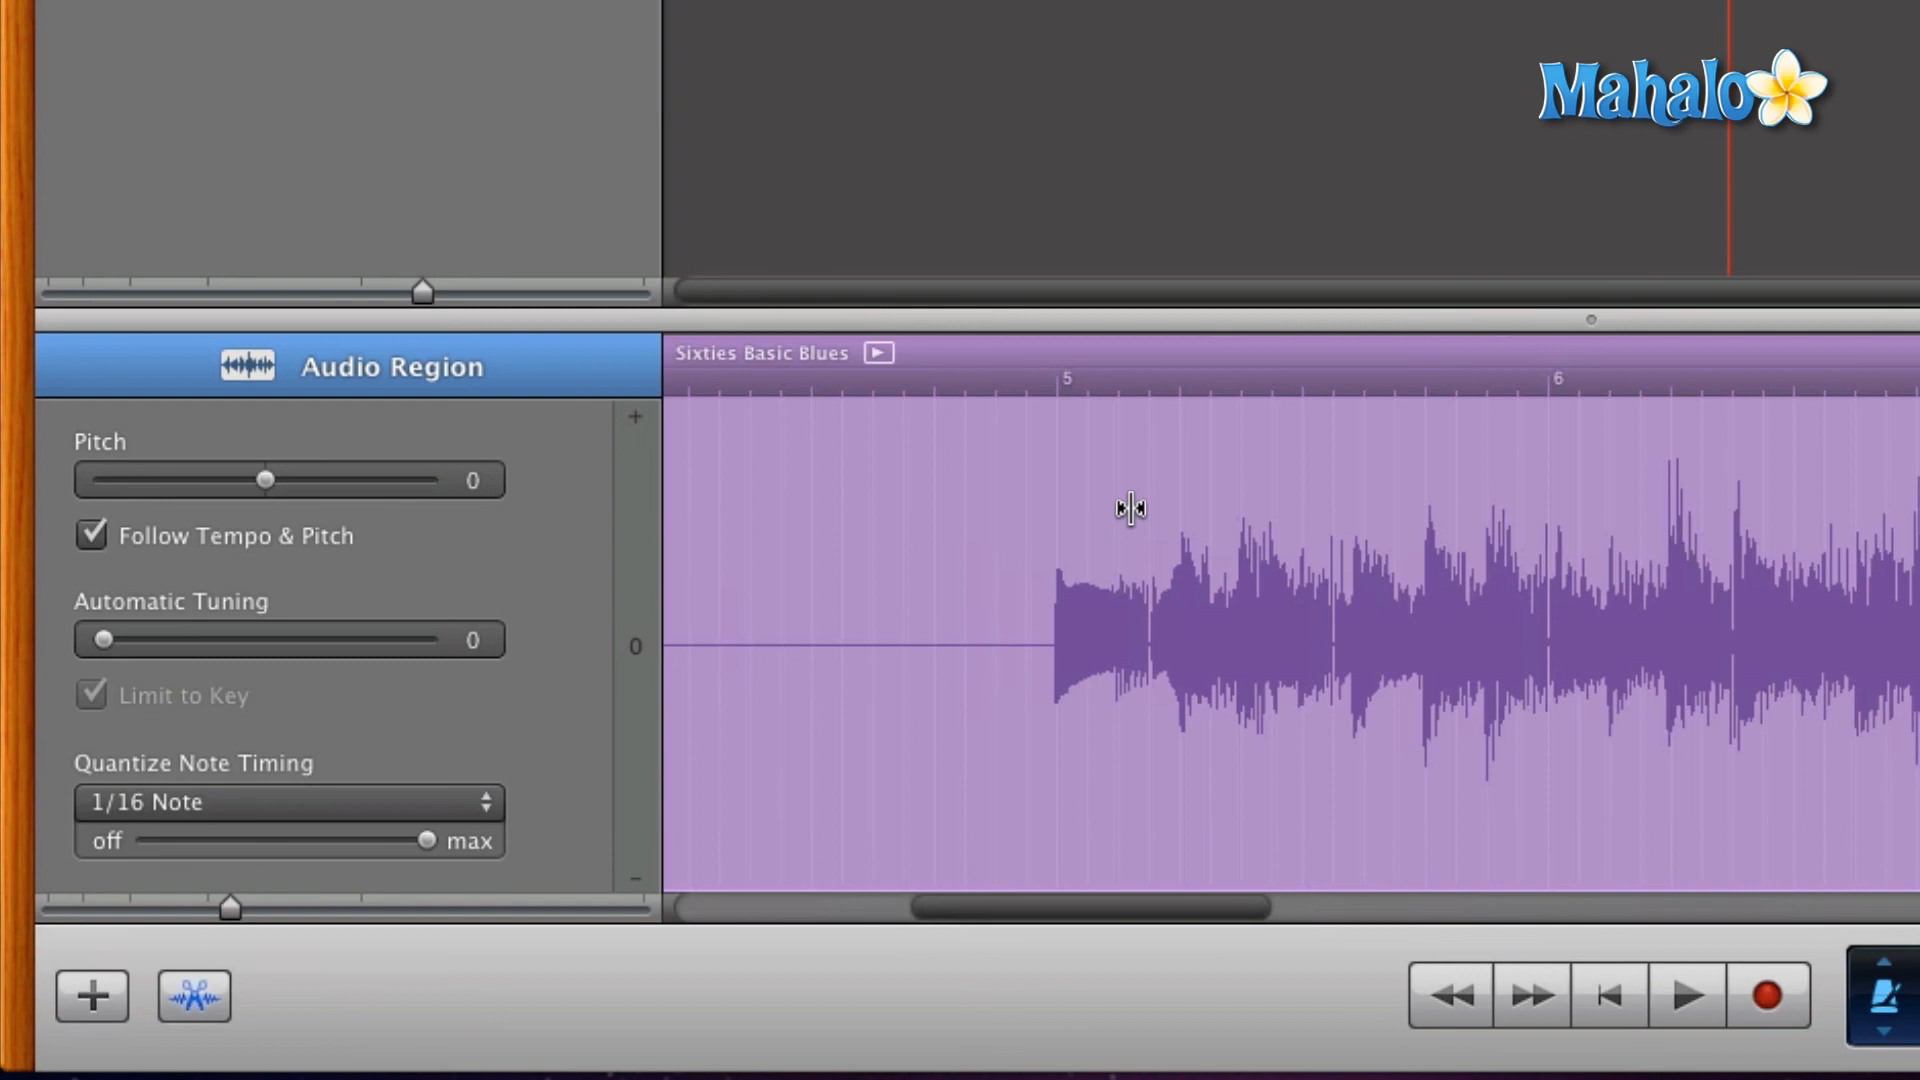 Mahalo
Audio Region
Sixties Basic Blues
5
6
+
Pitch
0
Follow Tempo & Pitch
Automatic Tuning
0
0
Limit to Key
Quantize Note Timing
1/16 Note
off
max
-